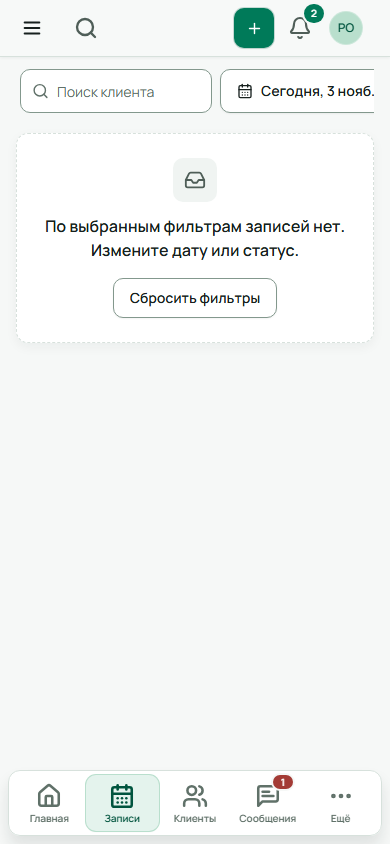 2
РО
Поиск клиента
Сегодня, 3 нояб.
По выбранным фильтрам записей нет.
Измените дату или статус.
Сбросить фильтры
1
Главная
Записи
Клиенты
Сообщения
Ещё